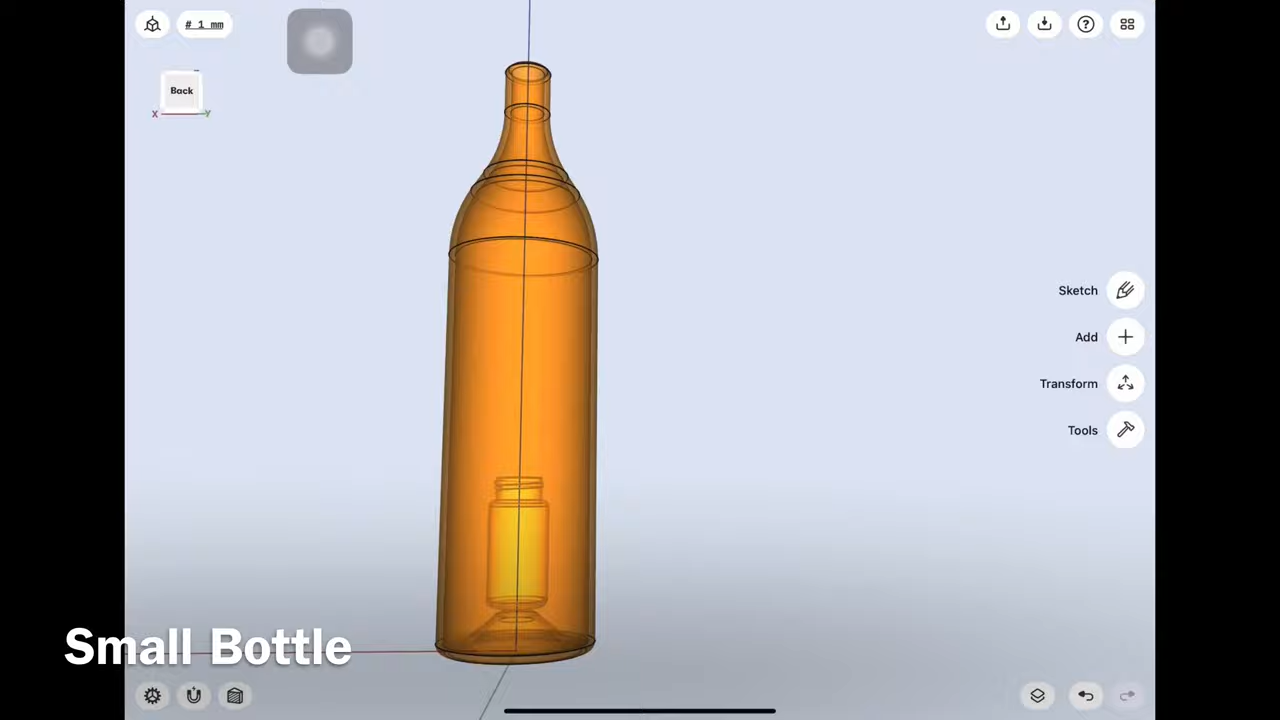 # 1 mm
Back
X
Y
Sketch
Add
Transform
Tools
Small Bottle